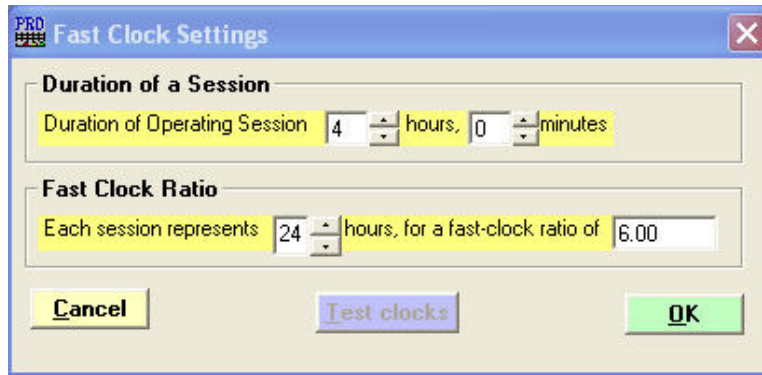 PRO
Fast Clock Settings
Duration of a Session
Duration of Operating Session 4 hours, 0 minutes
Fast Clock Ratio
Each session represents 24 hours, for a fast-clock ratio of 6.00
Cancel Test clocks OK